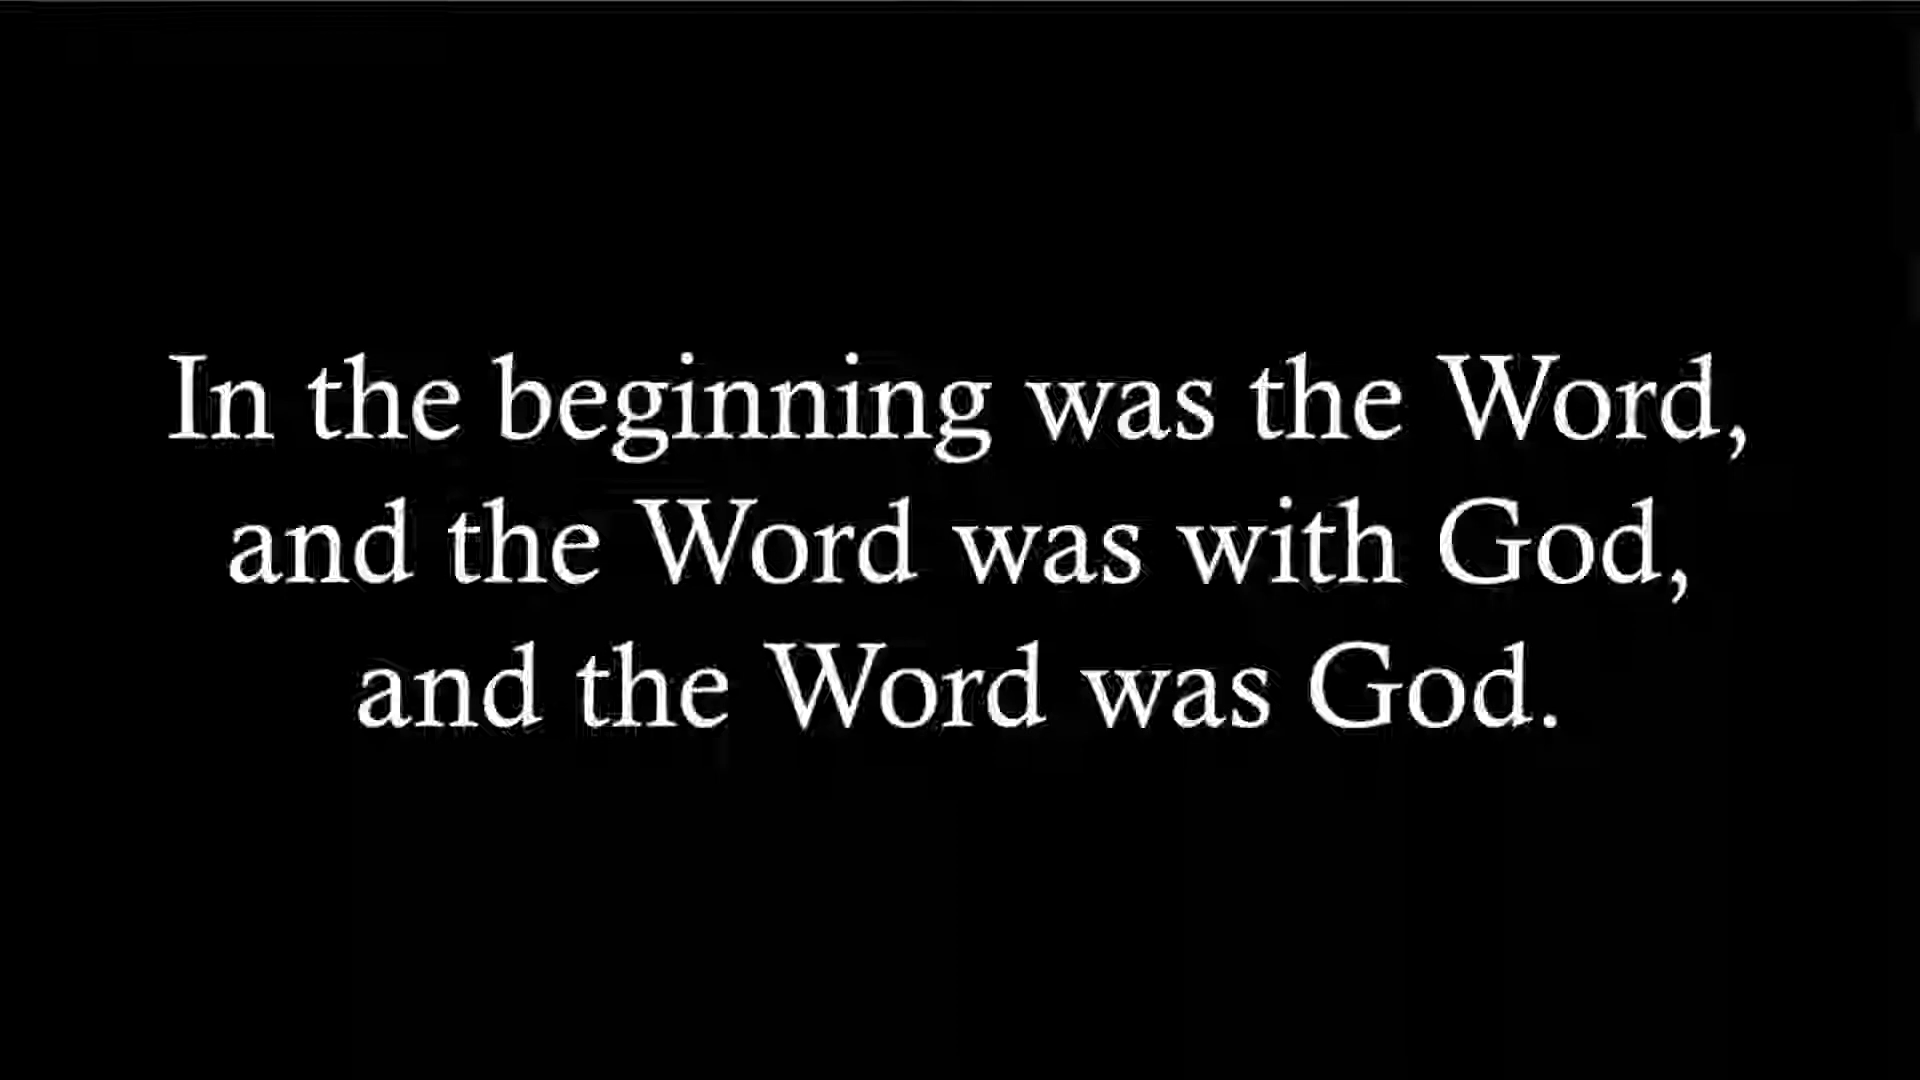 In the beginning was the Word,
and the Word was with God,
and the Word was God.